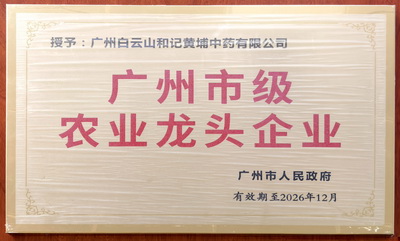 授予：广州白云山和记黄埔中药有限公司
广州市级
农业龙头企业
广州市人民政府
有效期至2026年12月